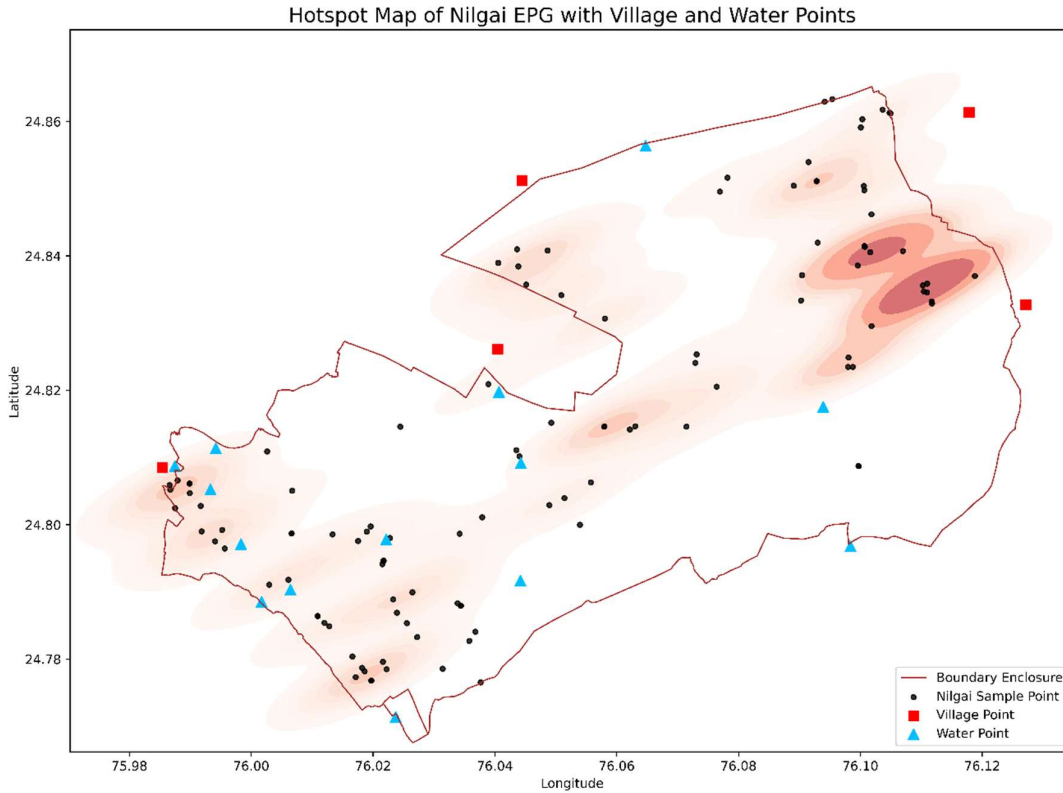 Hotspot Map of Nilgai EPG with Village and Water Points
24.86
24.84
24.82
24.80
24.78
Latitude
75.98 76.00 76.02 76.04 76.06 76.08 76.10 76.12
Longitude
Boundary Enclosure
Nilgai Sample Point
Village Point
Water Point